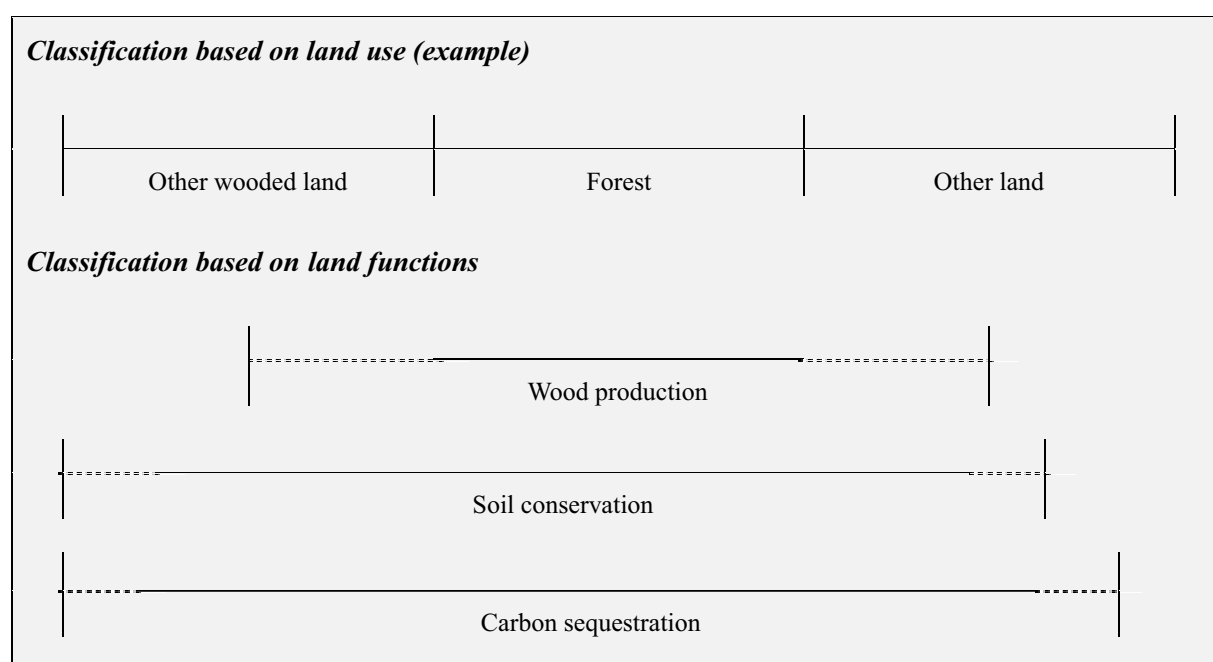 Classification based on land use (example)
Other wooded land
Forest
Other land
Classification based on land functions
Wood production
Soil conservation
Carbon sequestration